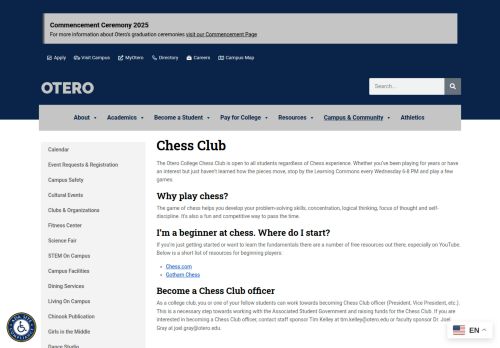 Commencement Ceremony 2025
For more information about Otero's graduation ceremonies visit our Commencement Page
Apply Visit Campus MyOtero Directory Careers Campus Map
OTERO
Search...
About Academics Become a Student Pay for College Resources Campus & Community Athletics
Calendar
Event Requests & Registration
Campus Safety
Cultural Events
Clubs & Organizations
Fitness Center
Science Fair
STEM On Campus
Campus Facilities
Dining Services
Living On Campus
Chinook Publication
Girls in the Middle
Dance Studio
Chess Club
The Otero College Chess Club is open to all students regardless of Chess experience. Whether you've been playing for years or have
an interest but just haven't learned how the pieces move, stop by the Learning Commons every Wednesday 6-8 PM and play a few
games.
Why play chess?
The game of chess helps you develop your problem-solving skills, concentration, logical thinking, focus of thought and self-
discipline. It's also a fun and competitive way to pass the time.
I'm a beginner at chess. Where do I start?
If you're just getting started or want to learn the fundamentals there are a number of free resources out there, especially on YouTube.
Below is a short list of resources for beginning players:
Chess.com
Gotham Chess
Become a Chess Club officer
As a college club, you or one of your fellow students can work towards becoming Chess Club officer (President, Vice President, etc.).
This is a necessary step towards working with the Associated Student Government and raising funds for the Chess Club. If you are
interested in becoming a Chess Club officer, contact staff sponsor Tim Kelley at tim.kelley@otero.edu or faculty sponsor Dr. Joel
Gray at joel.gray@otero.edu.
EN